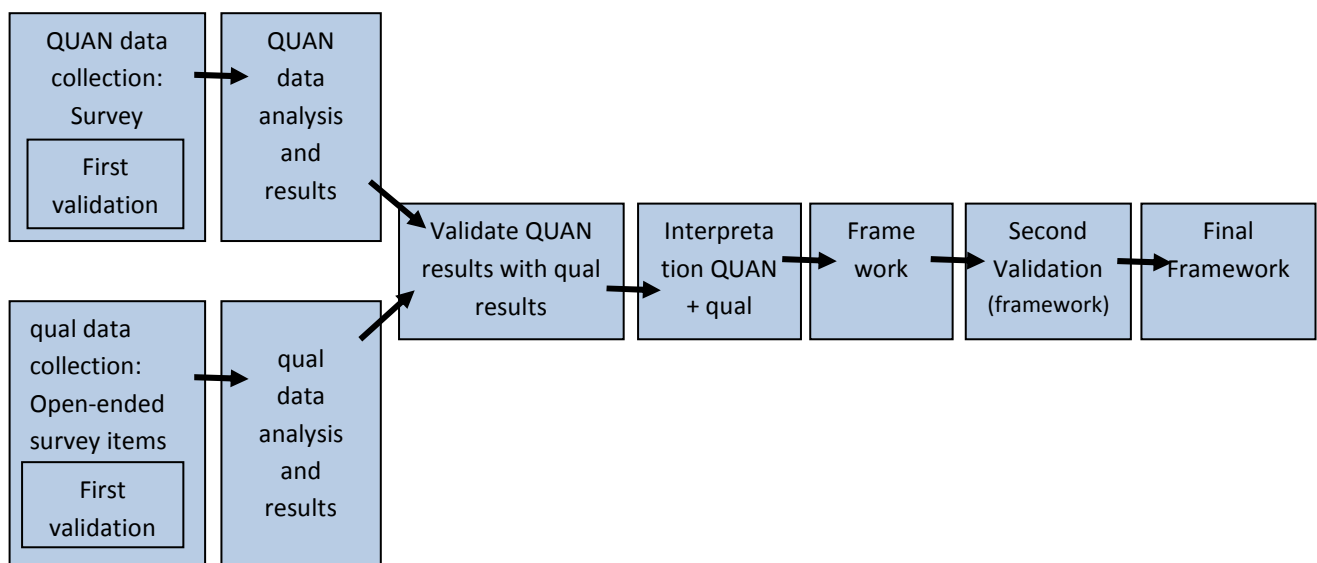 QUAN data
collection:
Survey
First
validation
QUAN
data
analysis
and
results
qual data
collection:
Open-ended
survey items
First
validation
qual
data
analysis
and
results
Validate QUAN
results with qual
results
Interpreta
tion QUAN
+ qual
Frame
work
Second
Validation
(framework)
Final
Framework